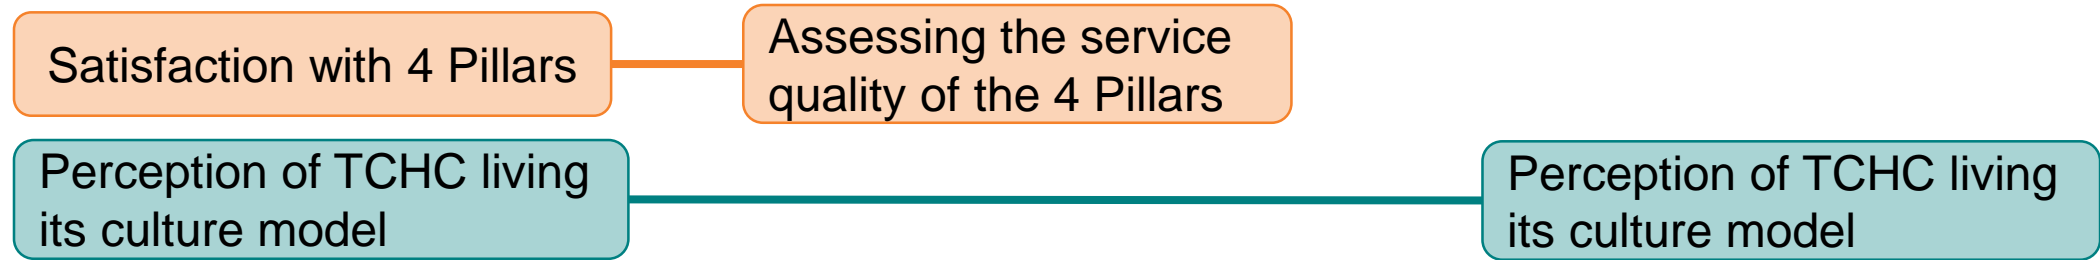 Satisfaction with 4 Pillars
Assessing the service
quality of the 4 Pillars
Perception of TCHC living
its culture model
Perception of TCHC living
its culture model